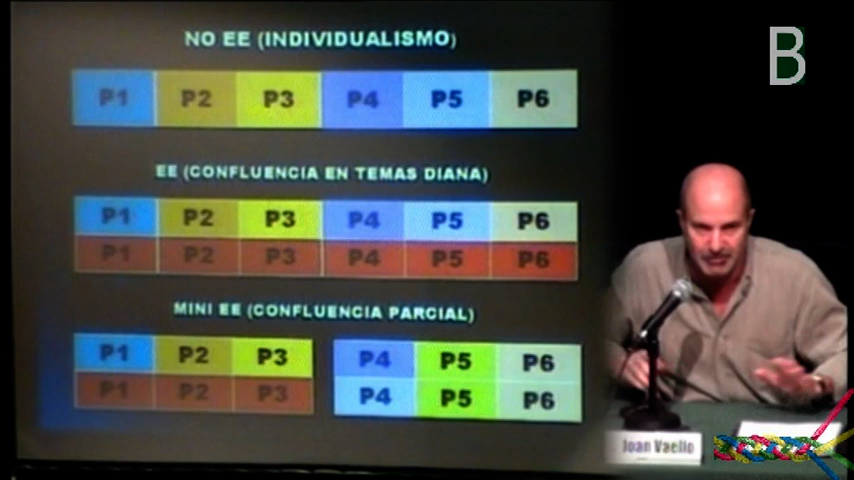 NO EE (INDIVIDUALISMO)
P1 P2 P3 P4 P5 P6
EE (CONFLUENCIA EN TEMAS DIANA)
P1 P2 P3 P4 P5 P6
P1 P2 P3 P4 P5 P6
MINI EE (CONFLUENCIA PARCIAL)
P1 P2 P3 P4 P5 P6
P1 P2 P3 P4 P5 P6
B
Joan Vaello